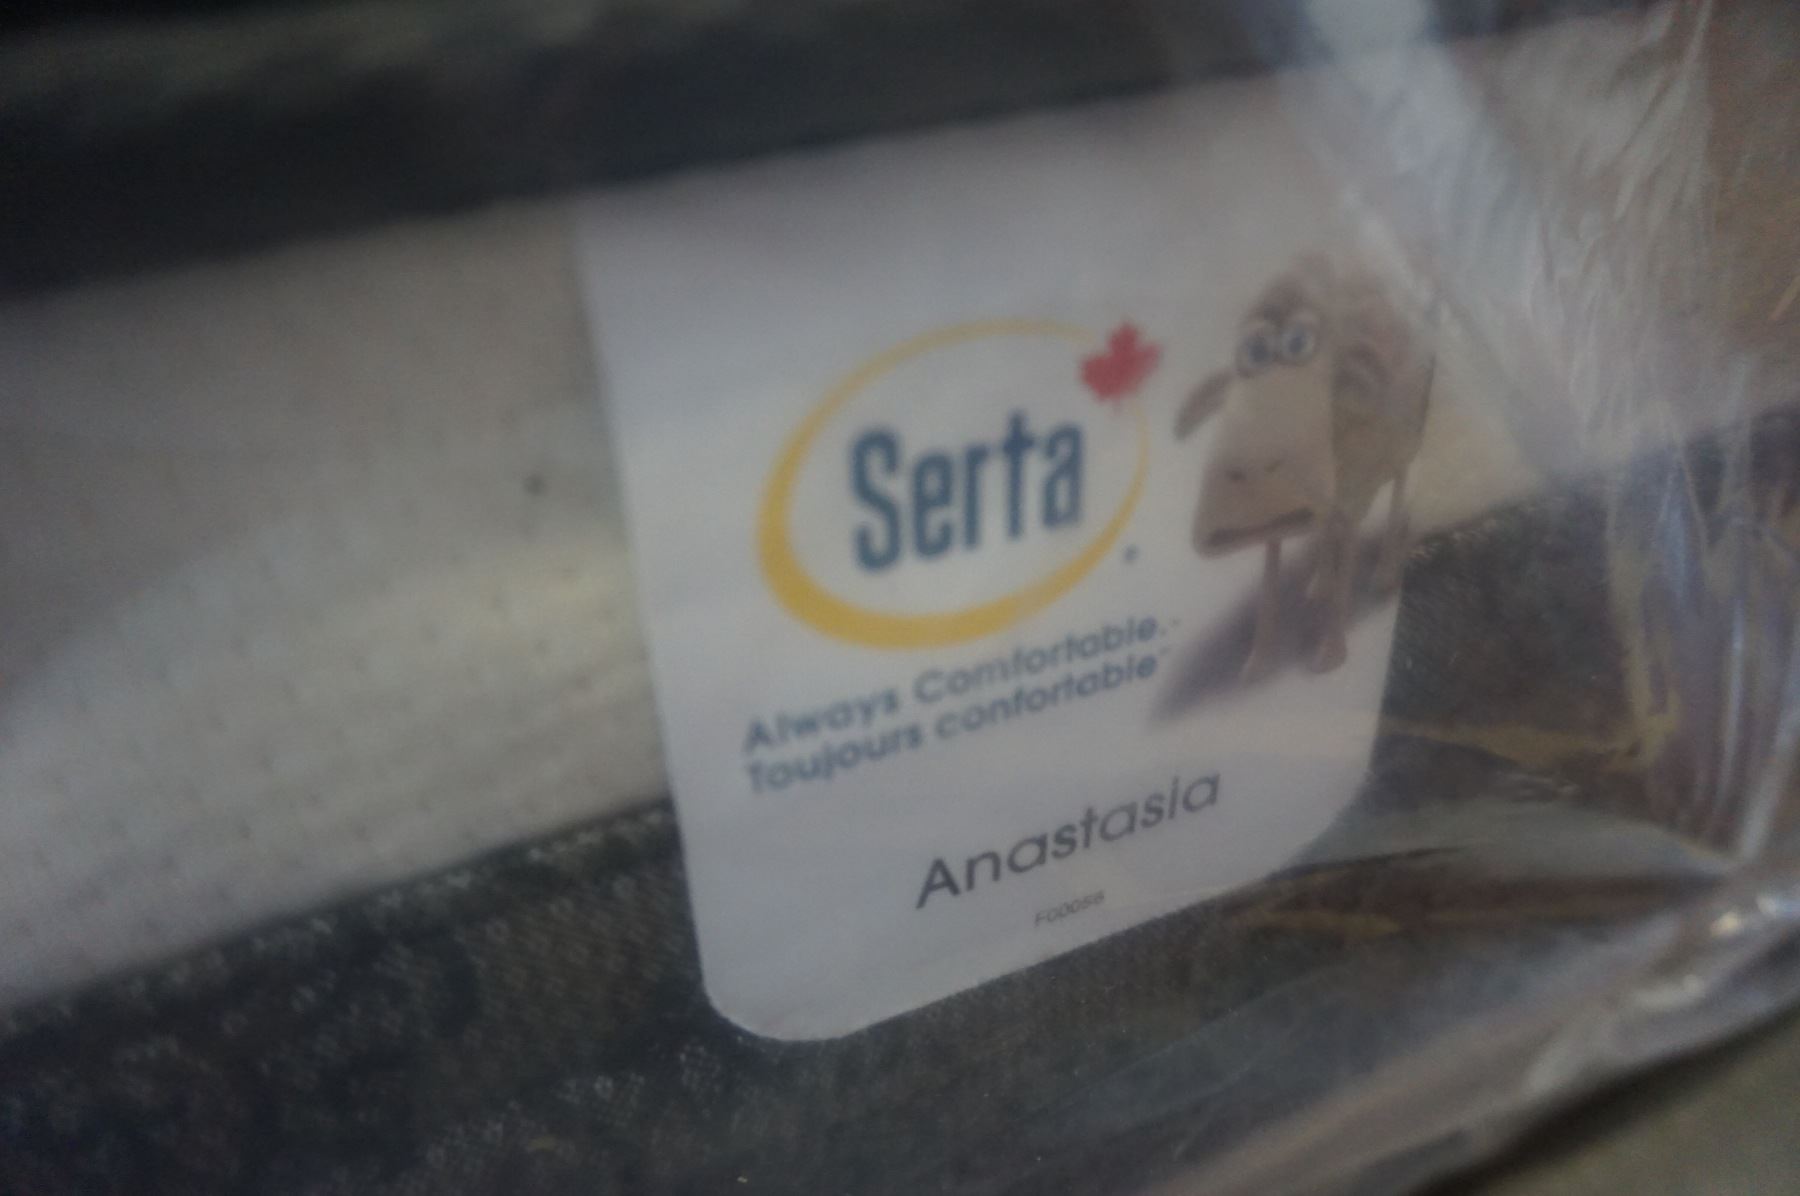 Serta
Always Comfortable.
Toujours confortable
Anastasia